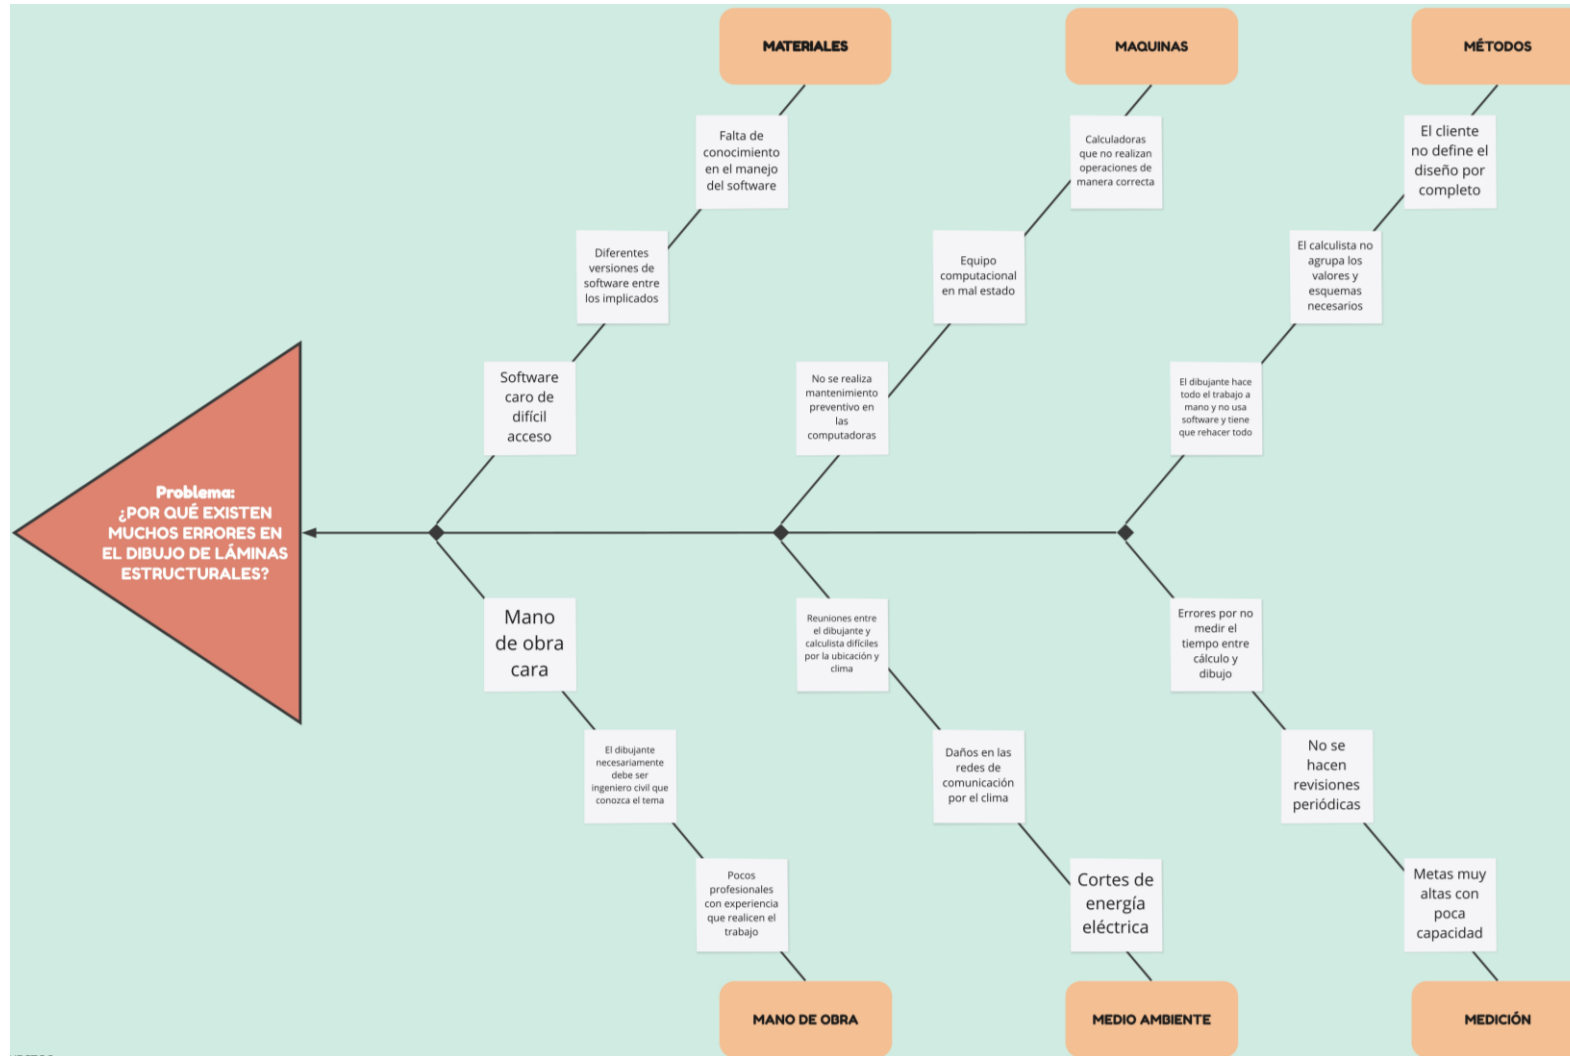 MATERIALES
MAQUINAS
MÉTODOS
Falta de
conocimiento
en el manejo
del software
Calculadoras
que no realizan
operaciones de
manera correcta
El cliente
no define el
diseño por
completo
Diferentes
versiones de
software entre
los implicados
Equipo
computacional
en mal estado
El calculista no
agrupa los
valores y
esquemas
necesarios
Software
caro de
difícil
acceso
No se realiza
mantenimiento
preventivo en
las
computadoras
El dibujante hace
todo el trabajo a
mano y no usa
software y tiene
que rehacer todo
Problema:
¿POR QUÉ EXISTEN
MUCHOS ERRORES EN
EL DIBUJO DE LÁMINAS
ESTRUCTURALES?
Mano
de obra
cara
Reuniones entre
el dibujante y
calculista difíciles
por la ubicación y
clima
Errores por no
medir el
tiempo entre
cálculo y
dibujo
El dibujante
necesariamente
debe ser
ingeniero civil que
conozca el tema
Daños en las
redes de
comunicación
por el clima
No se
hacen
revisiones
periódicas
Pocos
profesionales
con experiencia
que realicen el
trabajo
Cortes de
energía
eléctrica
Metas muy
altas con
poca
capacidad
MANO DE OBRA
MEDIO AMBIENTE
MEDICIÓN